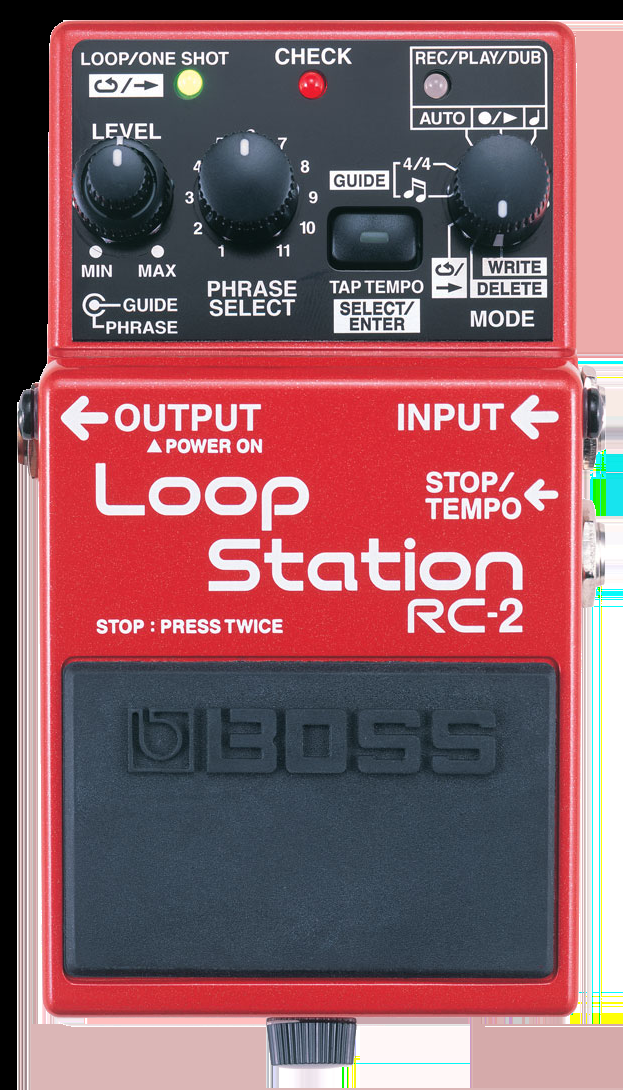 LOOP/ONE SHOT
CHECK
REC/PLAY/DUB
AUTO
LEVEL
4/4
GUIDE
4
7
3
8
2
9
1
10
11
MIN
MAX
PHRASE
SELECT
TAP TEMPO
SELECT/
ENTER
WRITE
DELETE
MODE
GUIDE
PHRASE
OUTPUT
INPUT
▲POWER ON
Loop
STOP/
TEMPO
Station
RC-2
STOP : PRESS TWICE
BOSS